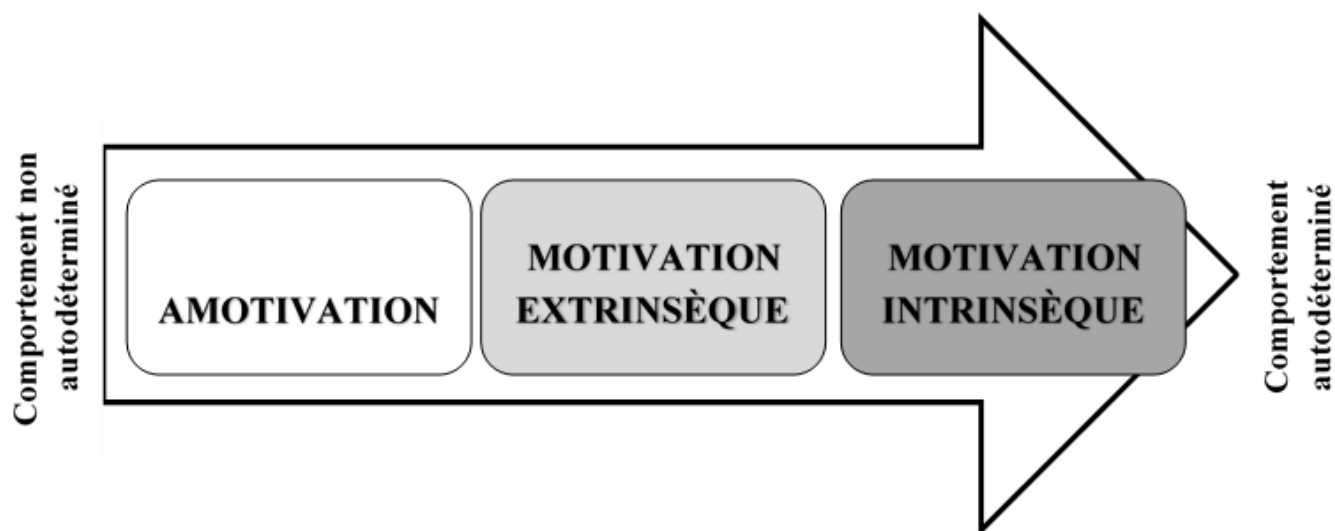 Comportement non
autodéterminé
AMOTIVATION
MOTIVATION
EXTRINSÈQUE
MOTIVATION
INTRINSÈQUE
Comportement
autodéterminé